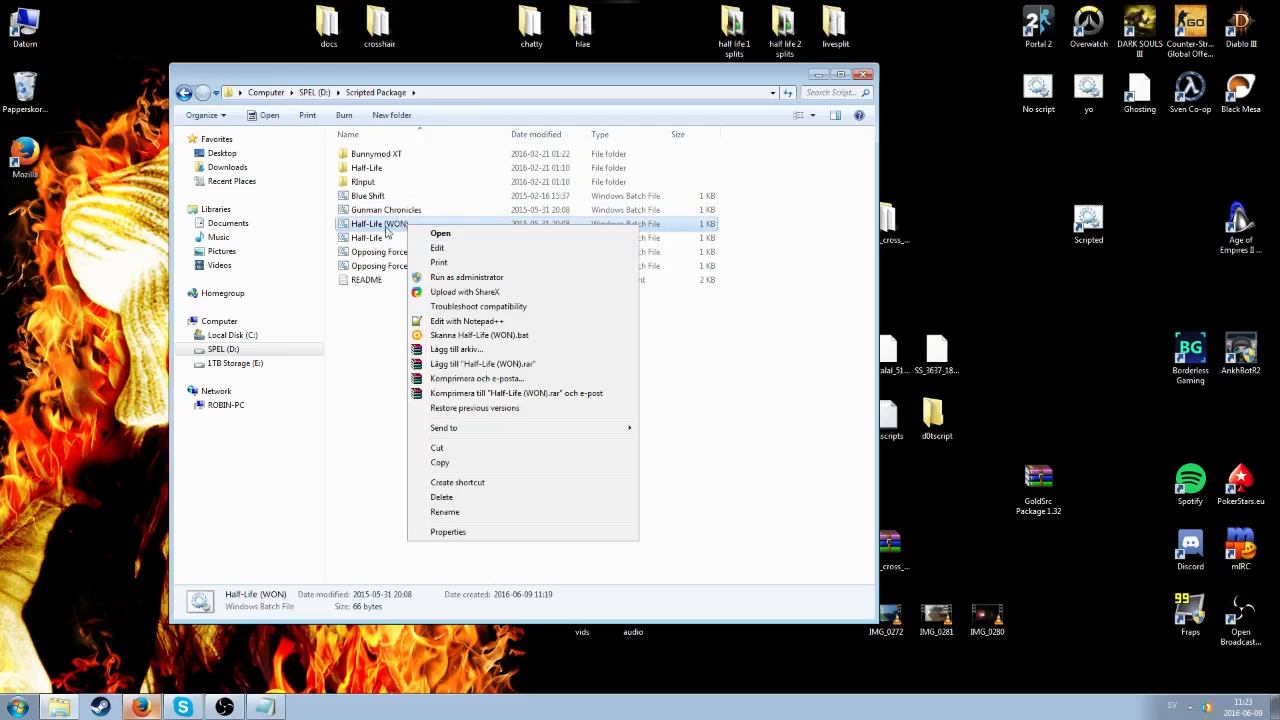 Datorn
docs
crosshair
chatty
hlae
half life 1
splits
half life 2
splits
livesplit
Portal 2
Overwatch
DARK SOULS
III
Counter-Str...
Global Offe...
Diablo III
Papperskor...
Mozilla
No script
yo
Ghosting
Sven Co-op
Black Mesa
Computer
SPEL (D:)
Scripted Package
Search Script...
Organize
Open
Print
Burn
New folder
Name
Date modified
Type
Size
Favorites
Desktop
Downloads
Recent Places
Libraries
Documents
Music
Pictures
Videos
Homegroup
Computer
Local Disk (C:)
SPEL (D:)
1TB Storage (E:)
Network
ROBIN-PC
Bunnymod XT 2016-02-21 01:22 File folder
Half-Life 2016-02-21 01:10 File folder
RInput 2016-02-21 01:10 File folder
Blue Shift 2015-02-16 15:37 Windows Batch File 1 KB
Gunman Chronicles 2015-05-31 20:08 Windows Batch File 1 KB
Half-Life (WON) 2015-05-31 20:08 Windows Batch File 1 KB
Half-Life 1 KB
Opposing Force 1 KB
Opposing Force 1 KB
README 2 KB
Open
Edit
Print
Run as administrator
Upload with ShareX
Troubleshoot compatibility
Edit with Notepad++
Skanna Half-Life (WON).bat
Lägg till arkiv...
Lägg till "Half-Life (WON).rar"
Komprimera och e-posta...
Komprimera till "Half-Life (WON).rar" och e-post
Restore previous versions
Send to
Cut
Copy
Create shortcut
Delete
Rename
Properties
Half-Life (WON) Date modified: 2015-05-31 20:08 Date created: 2016-06-09 11:19
Windows Batch File Size: 66 bytes
_cross_...
Scripted
Age of
Empires II ...
SS_3637_18...
BG
Borderless
Gaming
AnkhBotR2
scripts
d0tscript
GoldSrc
Package 1.32
Spotify
PokerStars.eu
_cross_...
Discord
mIRC
vids
audio
IMG_0272
IMG_0281
IMG_0280
99
Fraps
Open
Broadcast...
SV
11:23
2016-06-09